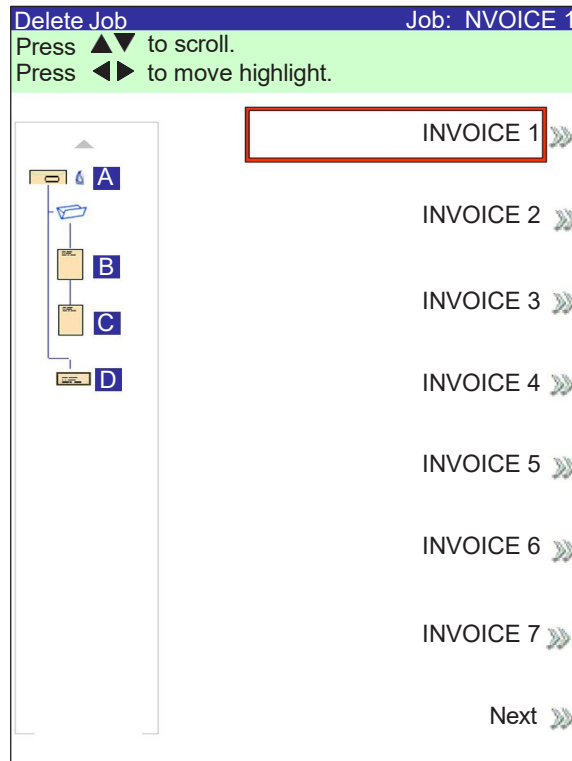 Delete Job Job: NVOICE 1
Press ▲▼ to scroll.
Press ◀▶ to move highlight.
INVOICE 1
A
INVOICE 2
B
INVOICE 3
C
INVOICE 4
D
INVOICE 5
INVOICE 6
INVOICE 7
Next